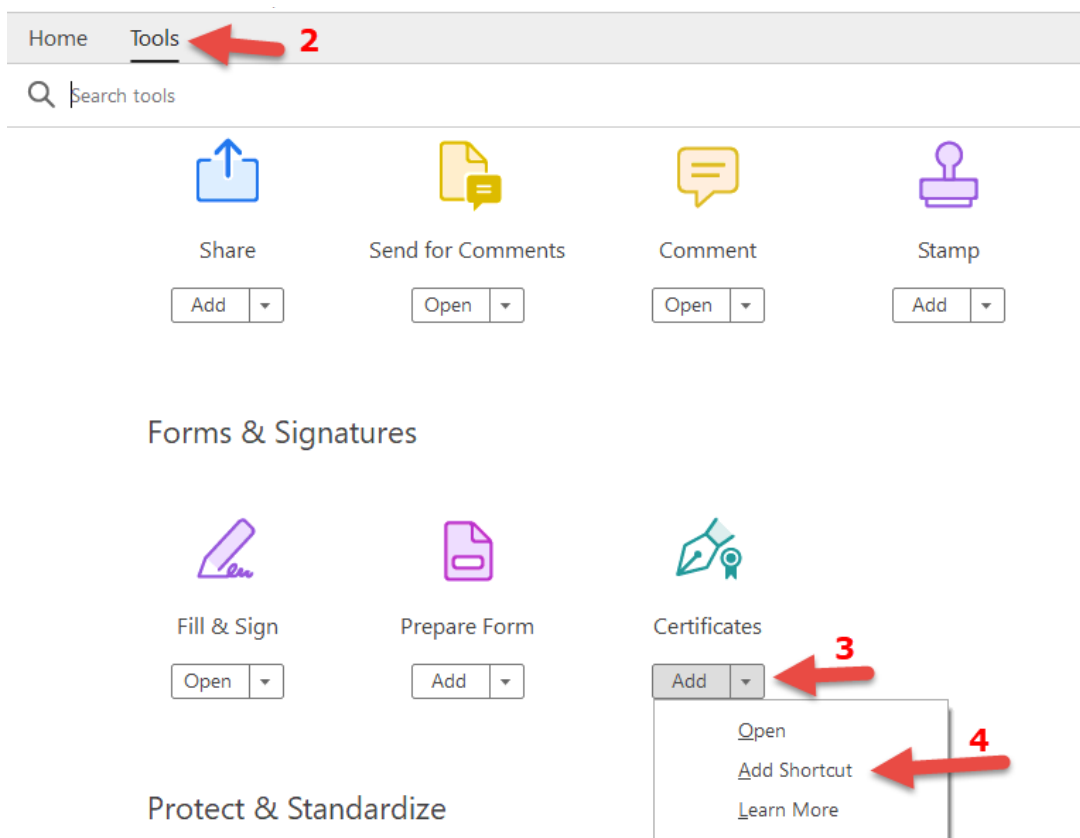 Home Tools 2
Search tools
Share Send for Comments Comment Stamp
Add Open Open Add
Forms & Signatures
Fill & Sign Prepare Form Certificates
3
Open Add Add
Open
4
Add Shortcut
Learn More
Protect & Standardize